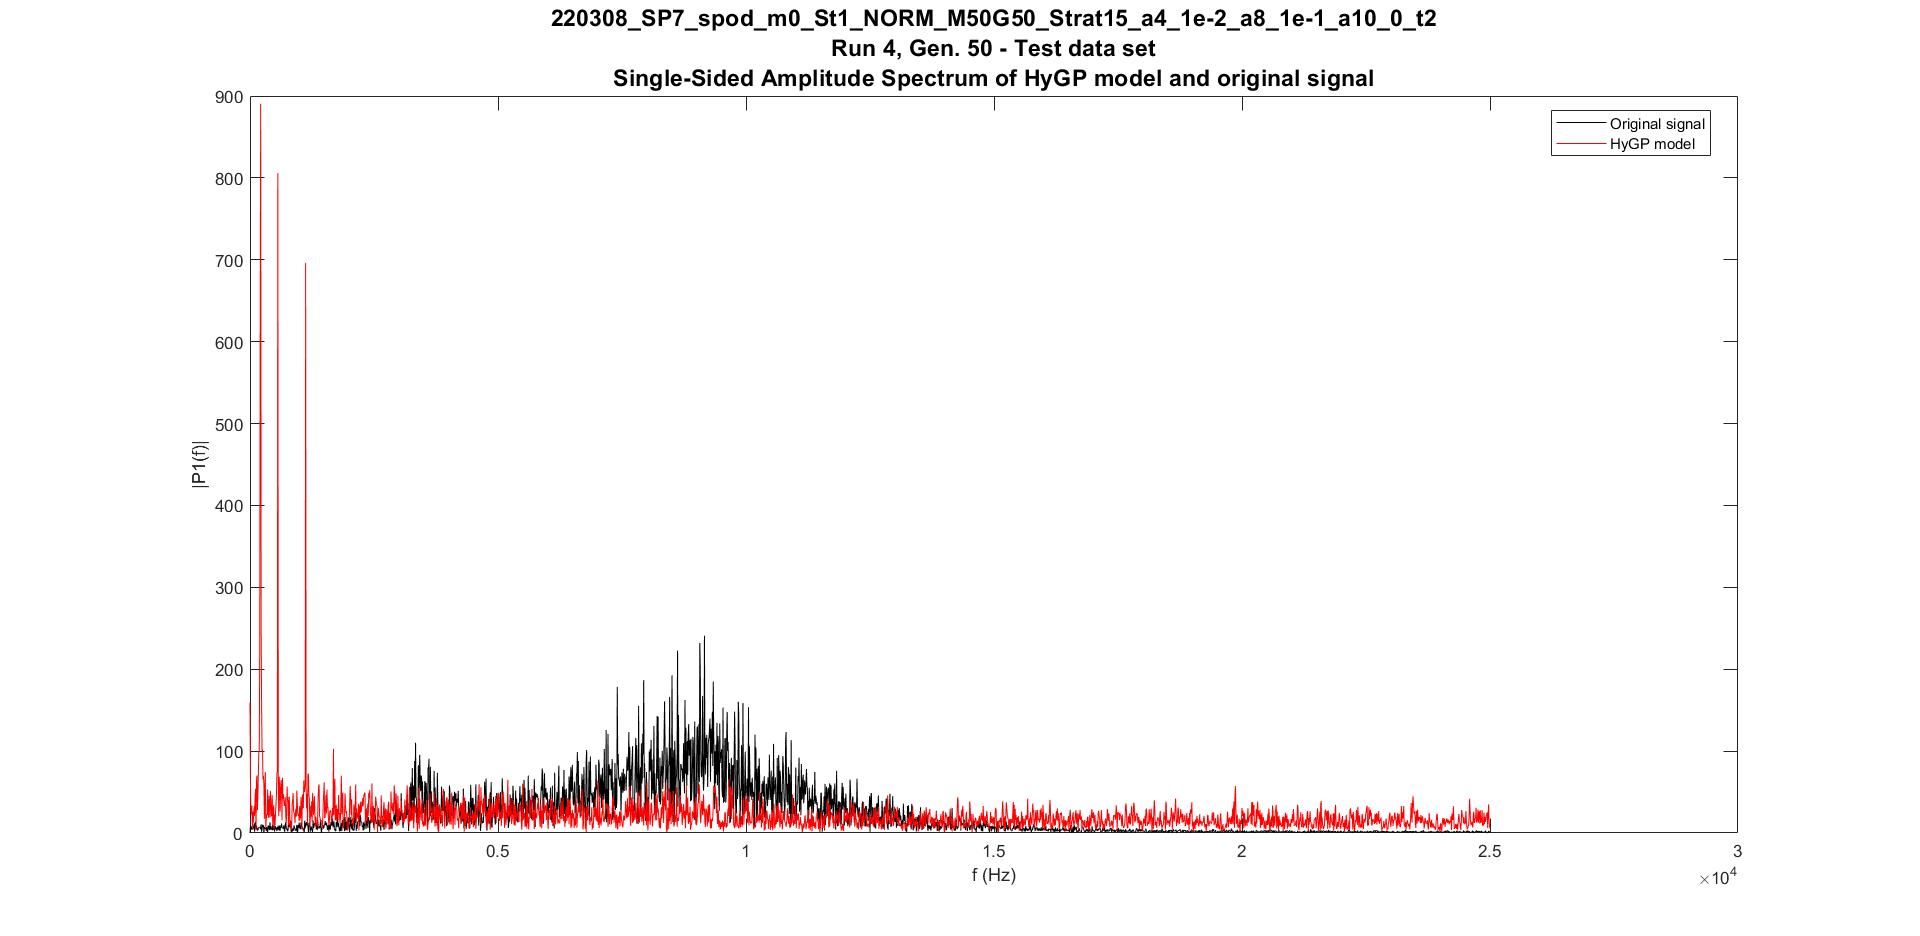 220308_SP7_spod_m0_St1_NORM_M50G50_Strat15_a4_1e-2_a8_1e-1_a10_0_t2
Run 4, Gen. 50 - Test data set
Single-Sided Amplitude Spectrum of HyGP model and original signal
Original signal
HyGP model
900
800
700
600
500
400
300
200
100
0
|P1(f)|
0 0.5 1 1.5 2 2.5 3
f (Hz)
×10^4